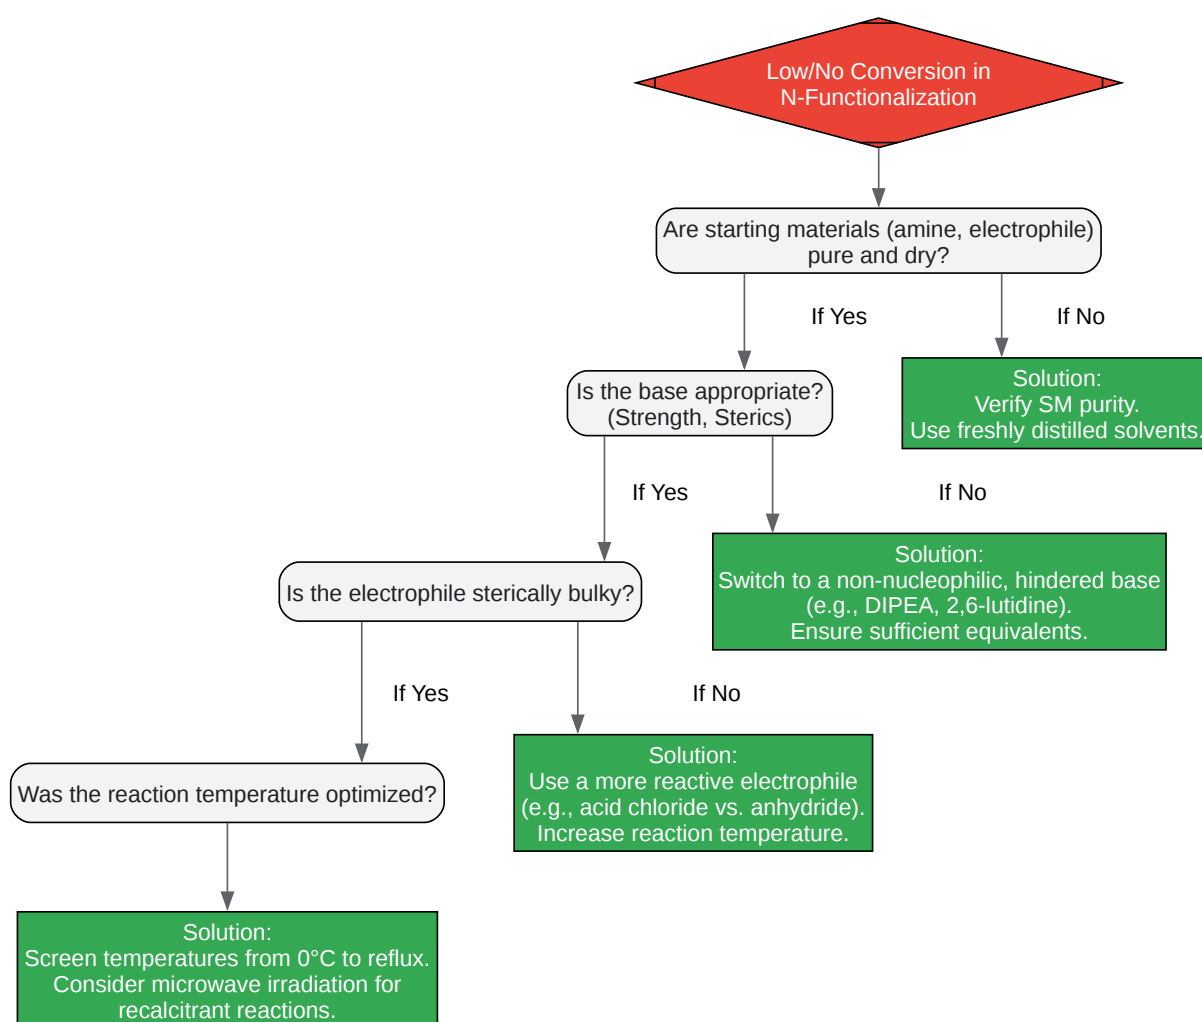 Low/No Conversion in
N-Functionalization
Are starting materials (amine, electrophile)
pure and dry?
If Yes
If No
Solution:
Verify SM purity.
Use freshly distilled solvents.
Is the base appropriate?
(Strength, Sterics)
If Yes
If No
Solution:
Switch to a non-nucleophilic, hindered base
(e.g., DIPEA, 2,6-lutidine).
Ensure sufficient equivalents.
Is the electrophile sterically bulky?
If Yes
If No
Solution:
Use a more reactive electrophile
(e.g., acid chloride vs. anhydride).
Increase reaction temperature.
Was the reaction temperature optimized?
Solution:
Screen temperatures from 0°C to reflux.
Consider microwave irradiation for
recalcitrant reactions.